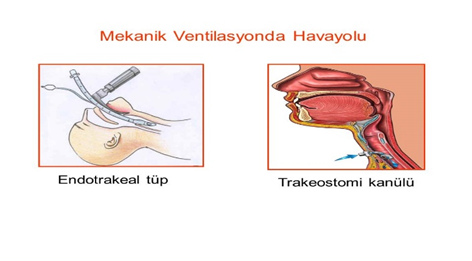 Mekanik Ventilasyonda Havayolu
Endotrakeal tüp
Trakeostomi kanülü